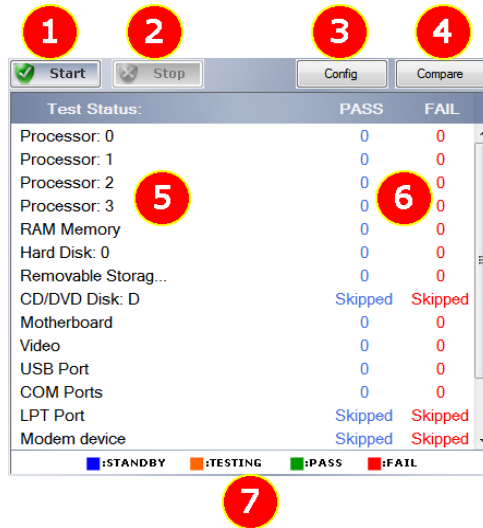 1 2 3 4
Start Stop Config Compare
Test Status: PASS FAIL
Processor: 0 0 0
Processor: 1 0 0
Processor: 2 0 0
Processor: 3 0 0
5 6
RAM Memory 0 0
Hard Disk: 0 0 0
Removable Storag... 0 0
CD/DVD Disk: D Skipped Skipped
Motherboard 0 0
Video 0 0
USB Port 0 0
COM Ports 0 0
LPT Port Skipped Skipped
Modem device Skipped Skipped
:STANDBY :TESTING :PASS :FAIL
7